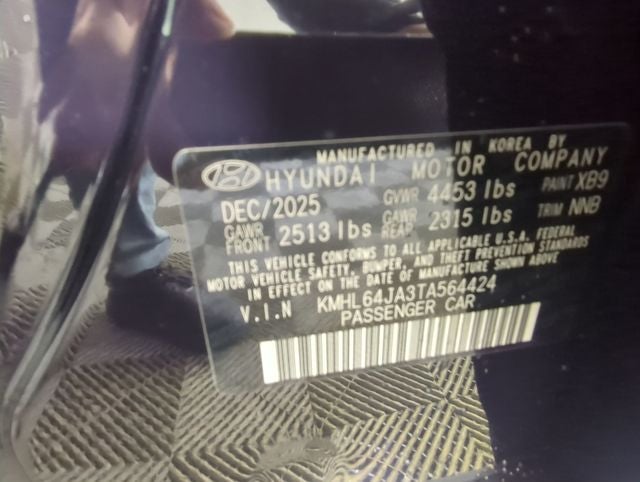 MANUFACTURED IN KOREA BY
HYUNDAI MOTOR COMPANY
DEC/2025 GVWR 4453 lbs PAINT XB9
GAWR FRONT 2513 lbs GAWR REAR 2315 lbs TRIM NNB
THIS VEHICLE CONFORMS TO ALL APPLICABLE U.S.A. FEDERAL
MOTOR VEHICLE SAFETY, BUMPER, AND THEFT PREVENTION STANDARDS
IN EFFECT ON THE DATE OF MANUFACTURE SHOWN ABOVE
V.I.N KMHL64JA3TA564424
PASSENGER CAR